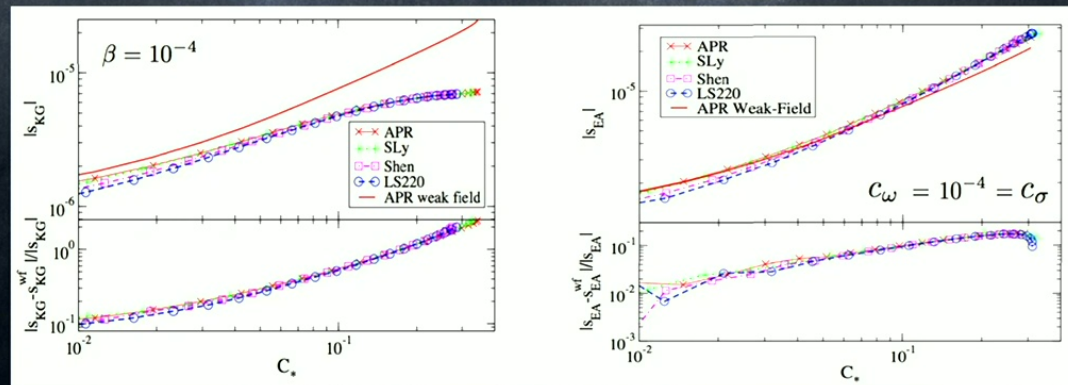 β = 10⁻⁴
|s_KG|
10⁻⁵
10⁻⁶
APR
SLy
Shen
LS220
APR weak field
|s_KG-s_KG^wf|/|s_KG|
10⁰
10⁻¹
10⁻²
10⁻¹
C_*
APR
SLy
Shen
LS220
APR Weak-Field
|s_EA|
10⁻⁵
c_ω = 10⁻⁴ = c_σ
|s_EA-s_EA^wf|/|s_EA|
10⁻¹
10⁻²
10⁻³
10⁻²
10⁻¹
C_*